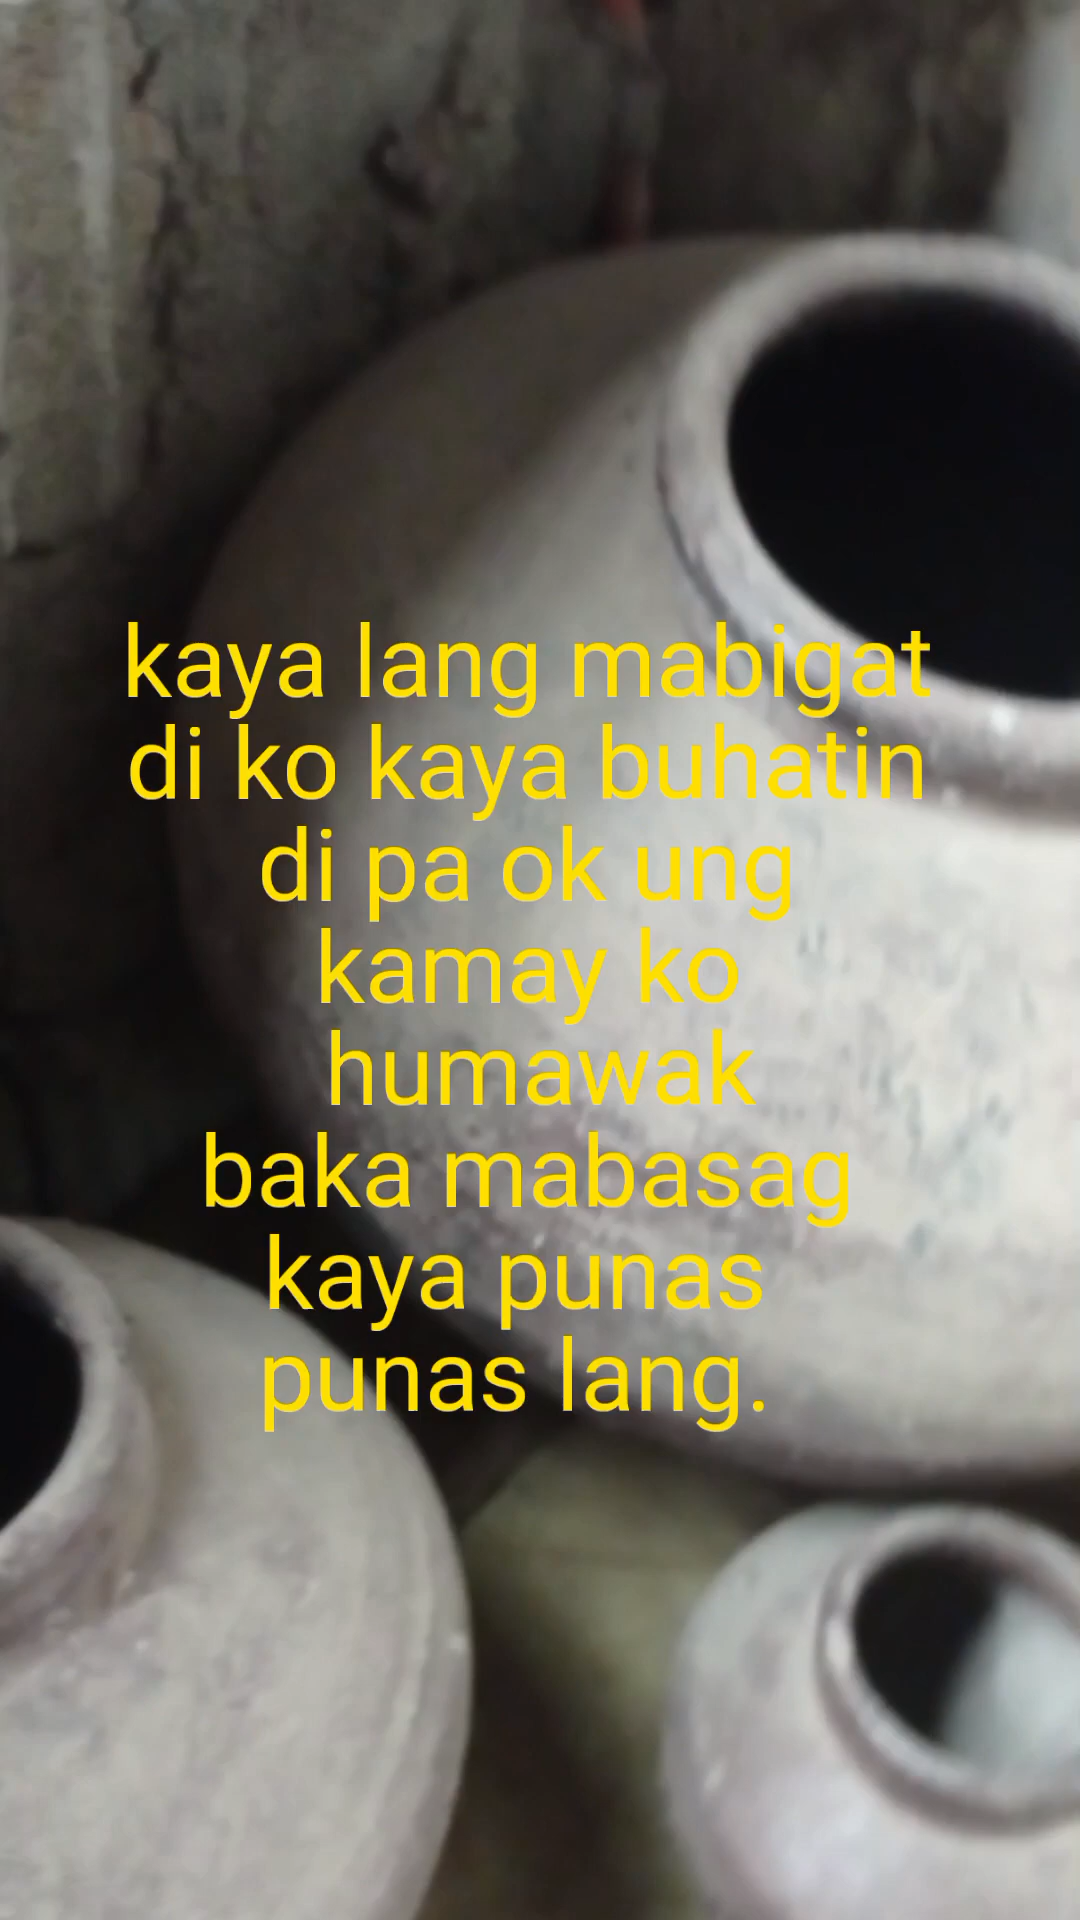 kaya lang mabigat
di ko kaya buhatin
di pa ok ung
kamay ko
humawak
baka mabasag
kaya punas
punas lang.